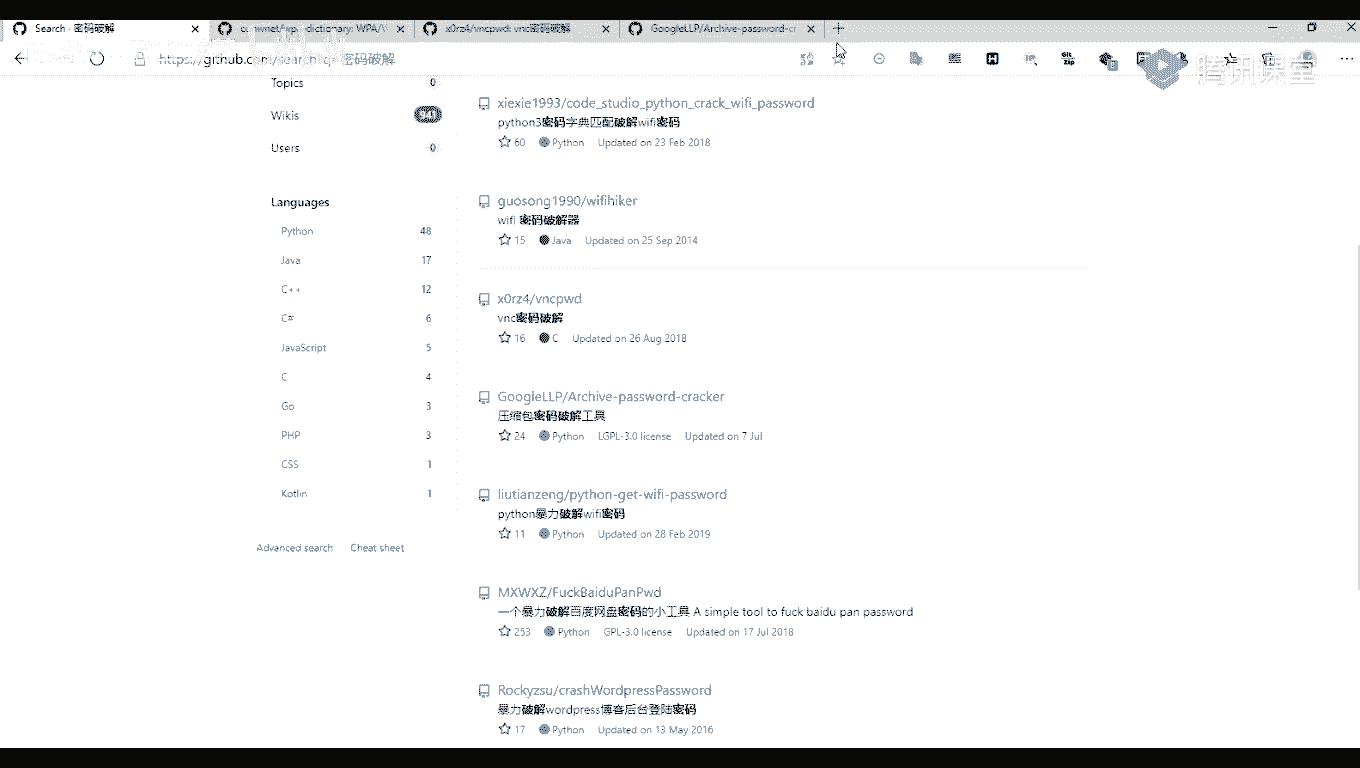 Search · 密码破解
x0rz4/vncpwd: vnc密码破解
GoogleLLP/Archive-password-cr
https://github.com/search?q=密码破解
腾讯课堂
Topics 0
Wikis 941
Users 0
Languages
Python 48
Java 17
C++ 12
C# 6
JavaScript 5
C 4
Go 3
PHP 3
CSS 1
Kotlin 1
Advanced search Cheat sheet
xiexie1993/code_studio_python_crack_wifi_password
python3密码字典匹配破解wifi密码
60 Python Updated on 23 Feb 2018
guosong1990/wifihiker
wifi 密码破解器
15 Java Updated on 25 Sep 2014
x0rz4/vncpwd
vnc密码破解
16 C Updated on 26 Aug 2018
GoogleLLP/Archive-password-cracker
压缩包密码破解工具
24 Python LGPL-3.0 license Updated on 7 Jul
liutianzeng/python-get-wifi-password
python暴力破解wifi密码
11 Python Updated on 28 Feb 2019
MXWXZ/FuckBaiduPanPwd
一个暴力破解百度网盘密码的小工具 A simple tool to fuck baidu pan password
253 Python GPL-3.0 license Updated on 17 Jul 2018
Rockyzsu/crashWordpressPassword
暴力破解wordpress博客后台登陆密码
17 Python Updated on 13 May 2016